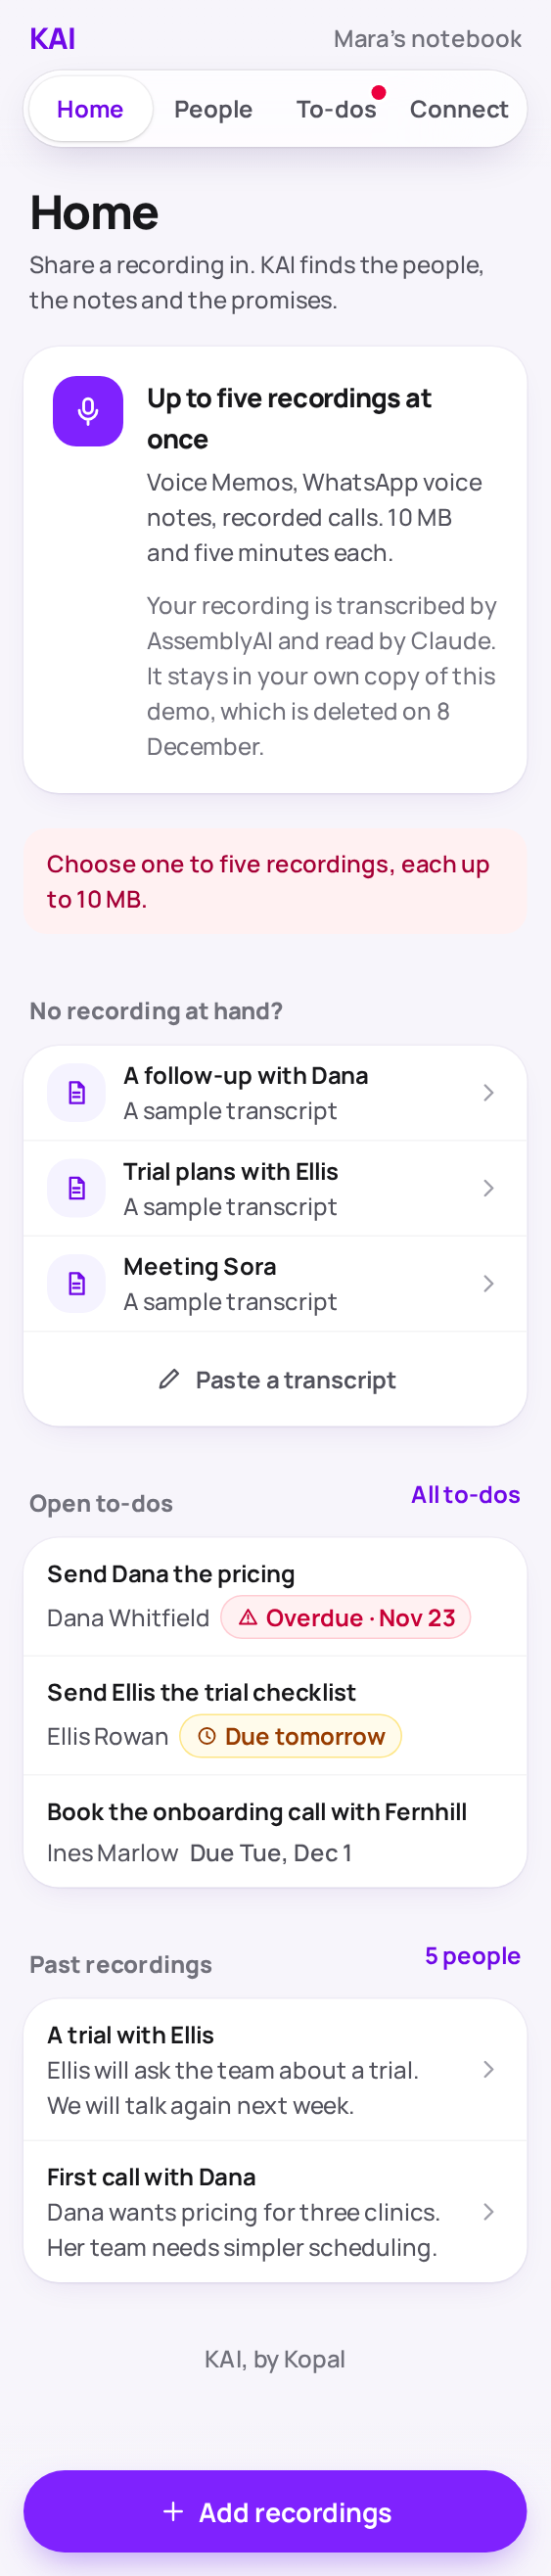 KAI
Mara's notebook
Home
People
To-dos
Connect
Home
Share a recording in. KAI finds the people,
the notes and the promises.
Up to five recordings at
once
Voice Memos, WhatsApp voice
notes, recorded calls. 10 MB
and five minutes each.
Your recording is transcribed by
AssemblyAI and read by Claude.
It stays in your own copy of this
demo, which is deleted on 8
December.
Choose one to five recordings, each up
to 10 MB.
No recording at hand?
A follow-up with Dana
A sample transcript
Trial plans with Ellis
A sample transcript
Meeting Sora
A sample transcript
Paste a transcript
Open to-dos
All to-dos
Send Dana the pricing
Dana Whitfield
Overdue · Nov 23
Send Ellis the trial checklist
Ellis Rowan
Due tomorrow
Book the onboarding call with Fernhill
Ines Marlow
Due Tue, Dec 1
Past recordings
5 people
A trial with Ellis
Ellis will ask the team about a trial.
We will talk again next week.
First call with Dana
Dana wants pricing for three clinics.
Her team needs simpler scheduling.
KAI, by Kopal
Add recordings